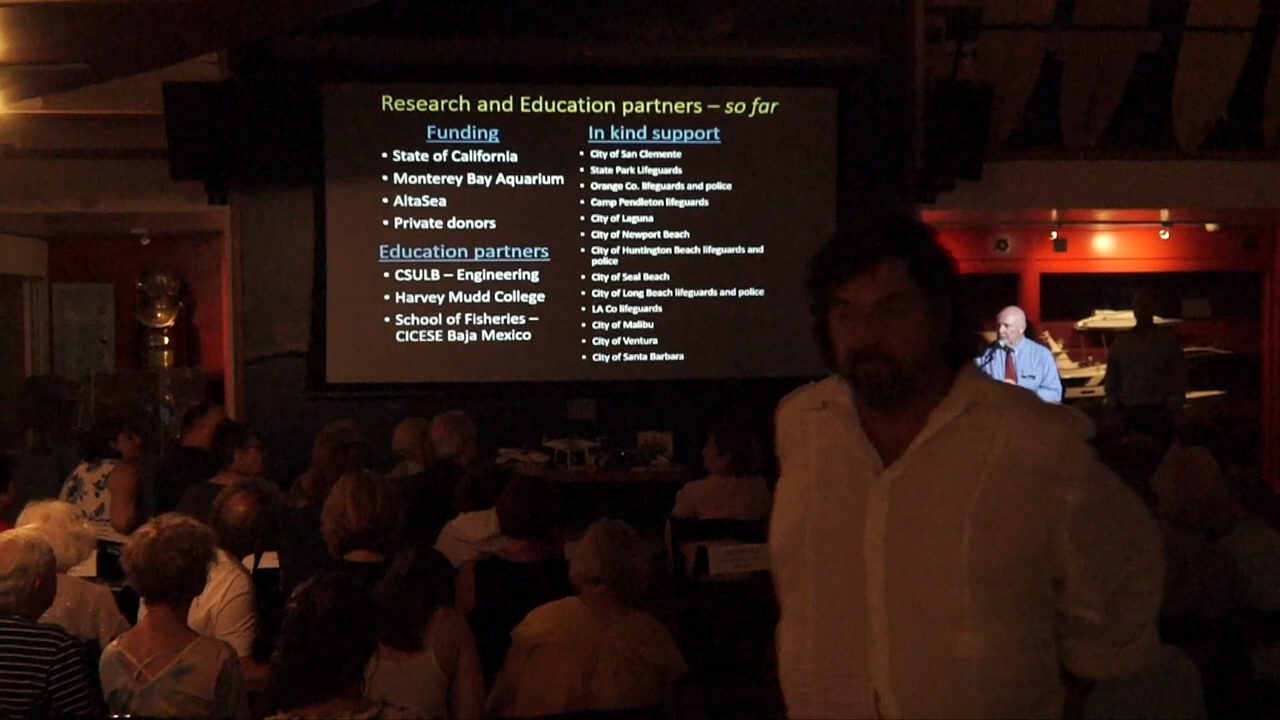 Research and Education partners – so far
Funding
• State of California
• Monterey Bay Aquarium
• AltaSea
• Private donors
Education partners
• CSULB – Engineering
• Harvey Mudd College
• School of Fisheries –
CICESE Baja Mexico
In kind support
• City of San Clemente
• State Park Lifeguards
• Orange Co. lifeguards and police
• Camp Pendleton lifeguards
• City of Laguna
• City of Newport Beach
• City of Huntington Beach lifeguards and
police
• City of Seal Beach
• City of Long Beach lifeguards and police
• LA Co lifeguards
• City of Malibu
• City of Ventura
• City of Santa Barbara